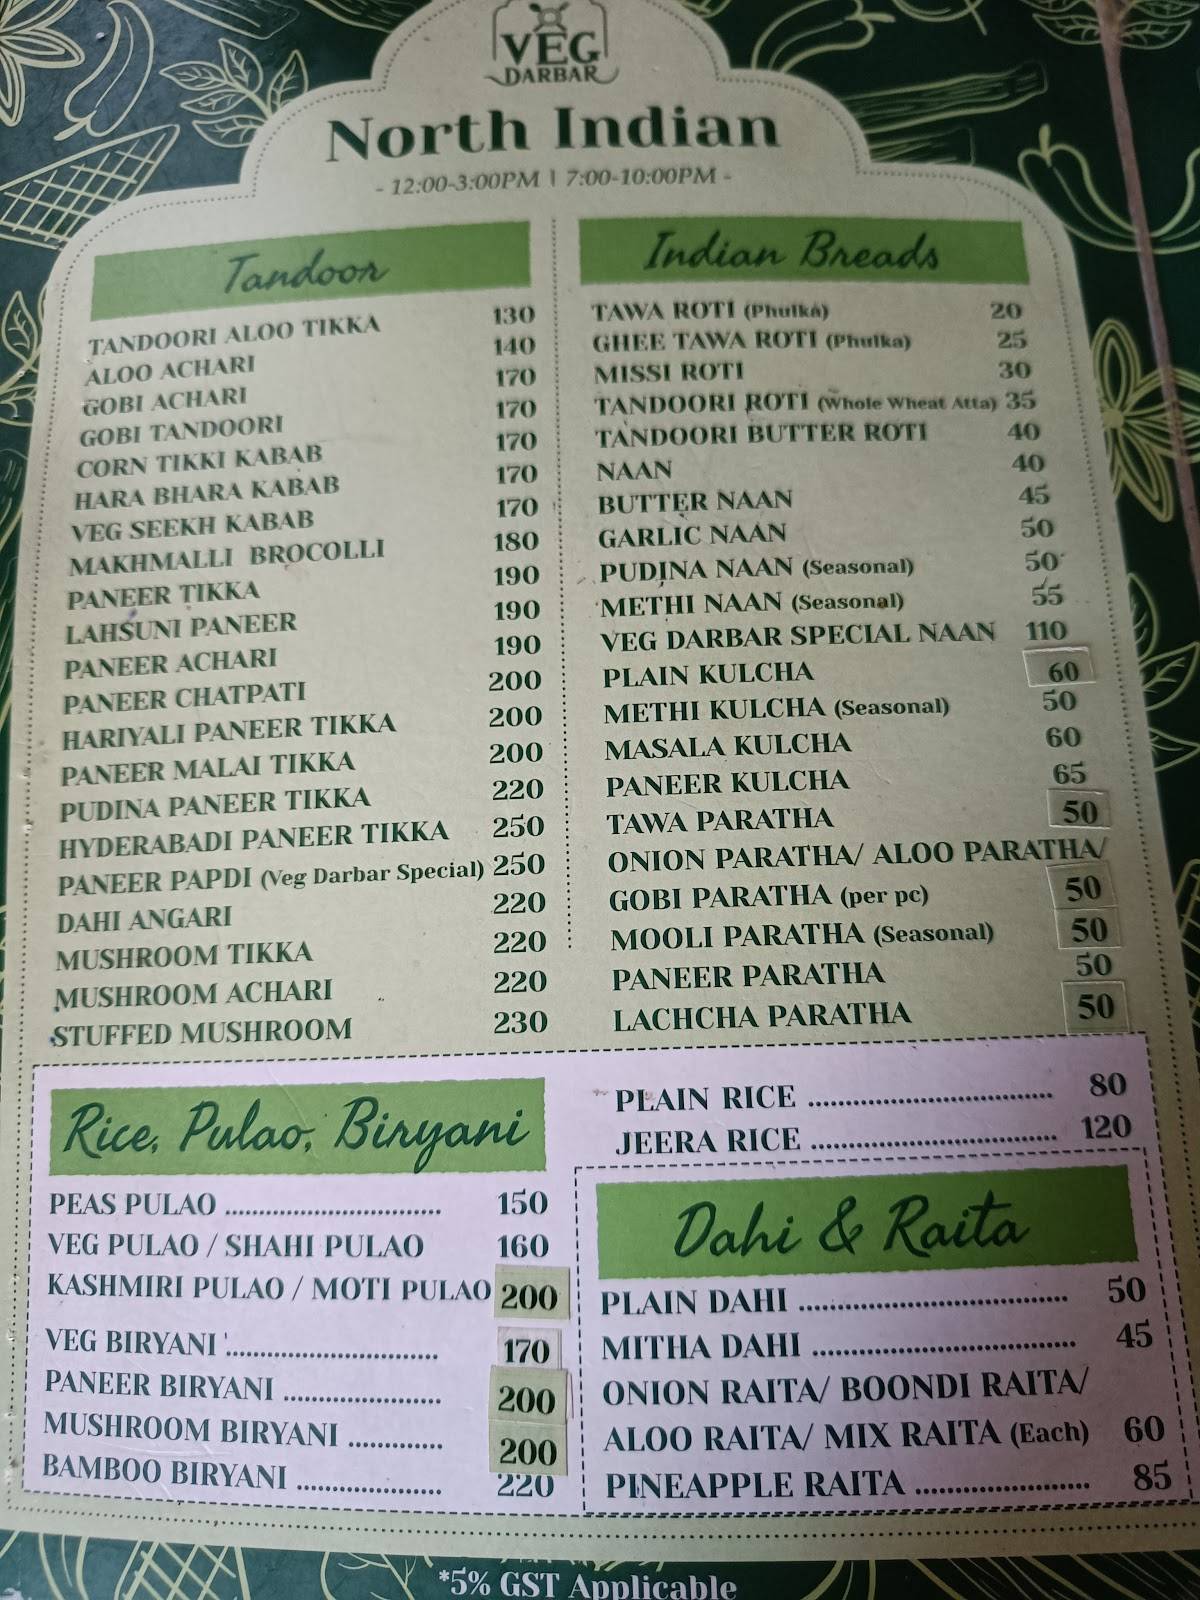 VEG
DARBAR
North Indian
- 12:00-3:00PM | 7:00-10:00PM -
Tandoor
TANDOORI ALOO TIKKA 130
ALOO ACHARI 140
GOBI ACHARI 170
GOBI TANDOORI 170
CORN TIKKI KABAB 170
HARA BHARA KABAB 170
VEG SEEKH KABAB 170
MAKHMALLI BROCOLLI 180
PANEER TIKKA 190
LAHSUNI PANEER 190
PANEER ACHARI 190
PANEER CHATPATI 200
HARIYALI PANEER TIKKA 200
PANEER MALAI TIKKA 200
PUDINA PANEER TIKKA 220
HYDERABADI PANEER TIKKA 250
PANEER PAPDI (Veg Darbar Special) 250
DAHI ANGARI 220
MUSHROOM TIKKA 220
MUSHROOM ACHARI 220
STUFFED MUSHROOM 230
Indian Breads
TAWA ROTI (Phulka) 20
GHEE TAWA ROTI (Phulka) 25
MISSI ROTI 30
TANDOORI ROTI (Whole Wheat Atta) 35
TANDOORI BUTTER ROTI 40
NAAN 40
BUTTER NAAN 45
GARLIC NAAN 50
PUDINA NAAN (Seasonal) 50
METHI NAAN (Seasonal) 55
VEG DARBAR SPECIAL NAAN 110
PLAIN KULCHA 60
METHI KULCHA (Seasonal) 50
MASALA KULCHA 60
PANEER KULCHA 65
TAWA PARATHA 50
ONION PARATHA/ ALOO PARATHA/
GOBI PARATHA (per pc) 50
MOOLI PARATHA (Seasonal) 50
PANEER PARATHA 50
LACHCHA PARATHA 50
Rice, Pulao, Biryani
PEAS PULAO ................................ 150
VEG PULAO / SHAHI PULAO 160
KASHMIRI PULAO / MOTI PULAO 200
VEG BIRYANI ................................ 170
PANEER BIRYANI ....................... 200
MUSHROOM BIRYANI .............. 200
BAMBOO BIRYANI ..................... 220
PLAIN RICE .................................. 80
JEERA RICE .................................. 120
Dahi & Raita
PLAIN DAHI ..................................... 50
MITHA DAHI .................................... 45
ONION RAITA/ BOONDI RAITA/
ALOO RAITA/ MIX RAITA (Each) 60
PINEAPPLE RAITA ........................ 85
*5% GST Applicable